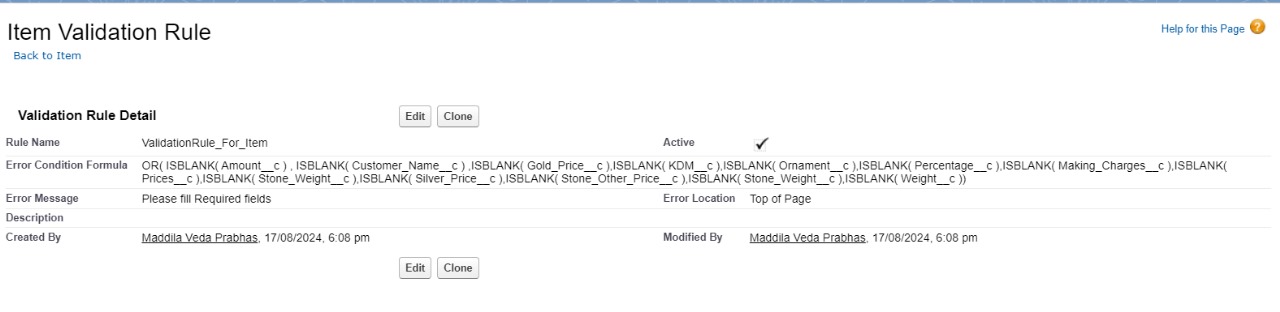 Item Validation Rule
Help for this Page ?
Back to Item
Validation Rule Detail
Edit Clone
Rule Name ValidationRule_For_Item Active
Error Condition Formula OR( ISBLANK( Amount__c ) , ISBLANK( Customer_Name__c ) ,ISBLANK( Gold_Price__c ),ISBLANK( KDM__c ),ISBLANK( Ornament__c ),ISBLANK( Percentage__c ),ISBLANK( Making_Charges__c ),ISBLANK(
Prices__c ),ISBLANK( Stone_Weight__c ),ISBLANK( Silver_Price__c ),ISBLANK( Stone_Other_Price__c ),ISBLANK( Stone_Weight__c ),ISBLANK( Weight__c ))
Error Message Please fill Required fields Error Location Top of Page
Description
Created By Maddila Veda Prabhas, 17/08/2024, 6:08 pm Modified By Maddila Veda Prabhas, 17/08/2024, 6:08 pm
Edit Clone